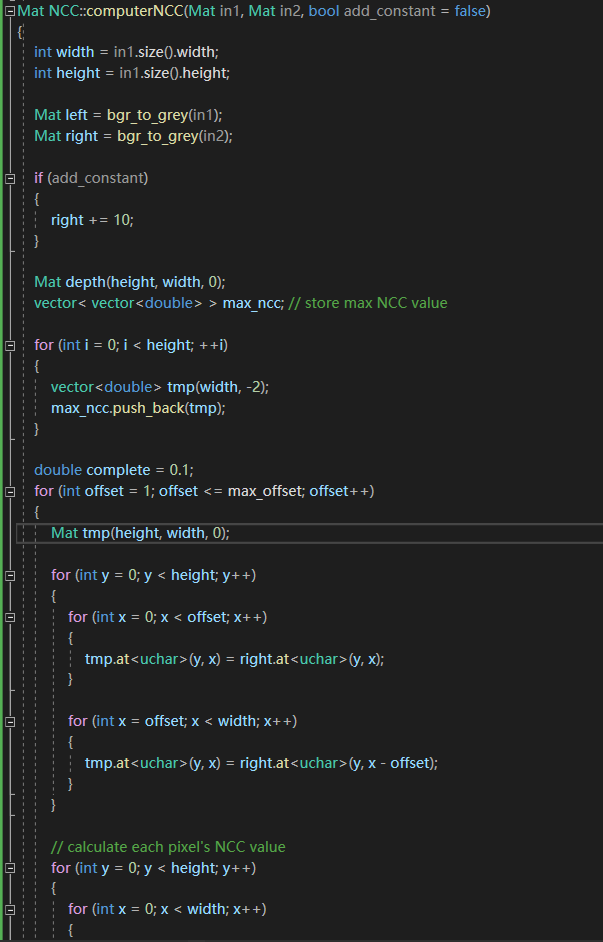 Mat NCC::computerNCC(Mat in1, Mat in2, bool add_constant = false)
{
int width = in1.size().width;
int height = in1.size().height;
Mat left = bgr_to_grey(in1);
Mat right = bgr_to_grey(in2);
if (add_constant)
{
right += 10;
}
Mat depth(height, width, 0);
vector< vector<double> > max_ncc; // store max NCC value
for (int i = 0; i < height; ++i)
{
vector<double> tmp(width, -2);
max_ncc.push_back(tmp);
}
double complete = 0.1;
for (int offset = 1; offset <= max_offset; offset++)
{
Mat tmp(height, width, 0);
for (int y = 0; y < height; y++)
{
for (int x = 0; x < offset; x++)
{
tmp.at<uchar>(y, x) = right.at<uchar>(y, x);
}
for (int x = offset; x < width; x++)
{
tmp.at<uchar>(y, x) = right.at<uchar>(y, x - offset);
}
}
// calculate each pixel's NCC value
for (int y = 0; y < height; y++)
{
for (int x = 0; x < width; x++)
{